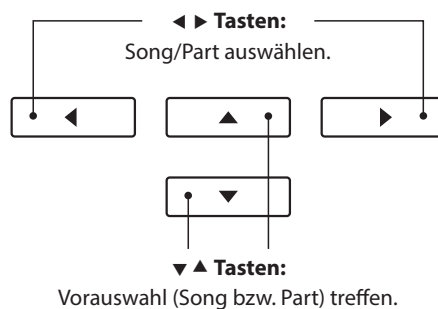 ◀ ▶ Tasten:
Song/Part auswählen.
▼ ▲ Tasten:
Vorauswahl (Song bzw. Part) treffen.